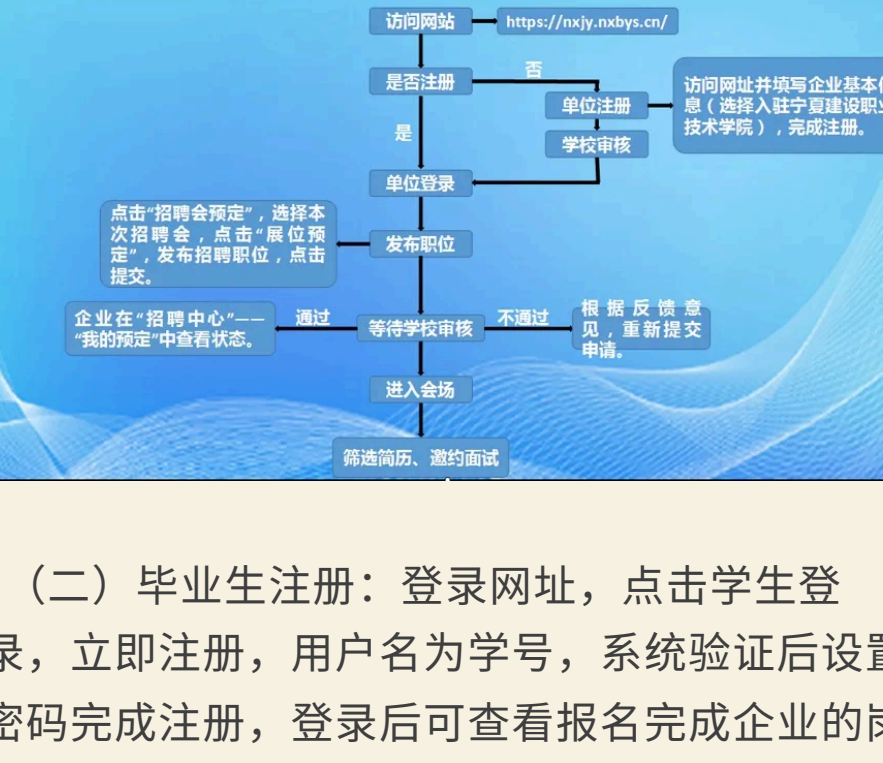 访问网站
https://nxjy.nxbys.cn/
是否注册
否
访问网址并填写企业基本
息（选择入驻宁夏建设职业
技术学院），完成注册。
单位注册
学校审核
是
单位登录
点击“招聘会预定”，选择本
次招聘会，点击“展位预
定”，发布招聘职位，点击
提交。
发布职位
企业在“招聘中心”——
“我的预定”中查看状态。
通过
等待学校审核
不通过
根据反馈意
见，重新提交
申请。
进入会场
筛选简历、邀约面试
（二）毕业生注册：登录网址，点击学生登
录，立即注册，用户名为学号，系统验证后设置
密码完成注册，登录后可查看报名完成企业的岗